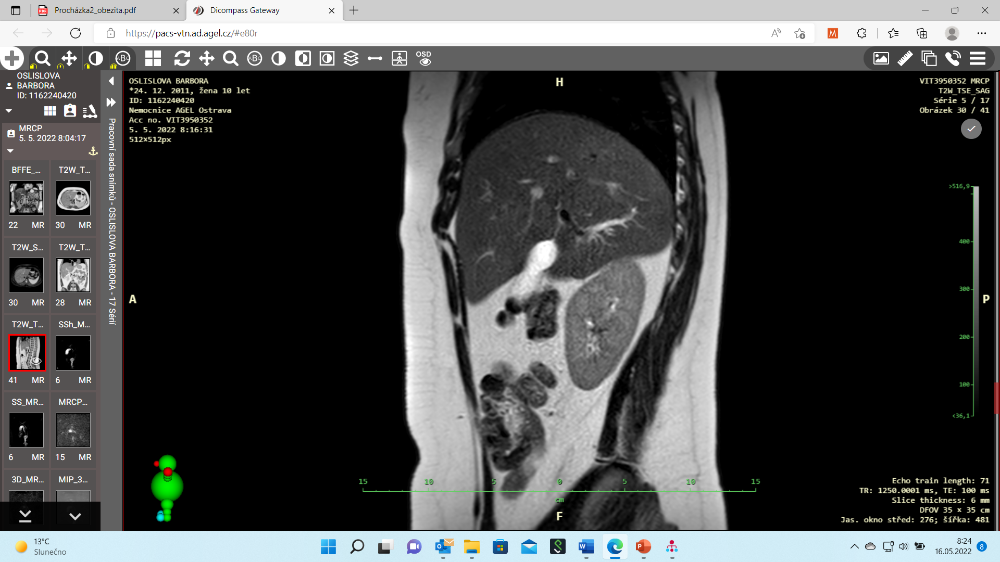 Procházka2_obezita.pdf
Dicompass Gateway
https://pacs-vtn.ad.agel.cz/#e80r
OSD
OSLISLOVA
BARBORA
ID: 1162240420
MRCP
5. 5. 2022 8:04:17
BFFE_...
T2W_T...
22 MR
30 MR
T2W_S...
T2W_T...
30 MR
28 MR
T2W_T...
SSh_M...
41 MR
6 MR
SS_MR...
MRCP...
6 MR
15 MR
3D_MR...
MIP_3...
Pracovní sada snímků - OSLISLOVA BARBORA - 17 Sérií
OSLISLOVA BARBORA
*24. 12. 2011, žena 10 let
ID: 1162240420
Nemocnice AGEL Ostrava
Acc no. VIT3950352
5. 5. 2022 8:16:31
512×512px
H
VIT3950352 MRCP
T2W_TSE_SAG
Série 5 / 17
Obrázek 30 / 41
>516,9
400
300
200
100
<36,1
A
P
15 10 5 0 5 10 15
cm
F
Echo train length: 71
TR: 1250.0001 ms, TE: 100 ms
Slice thickness: 6 mm
DFOV 35 x 35 cm
Jas. okno střed: 276; šířka: 481
13°C
Slunečno
8:24
16.05.2022
8